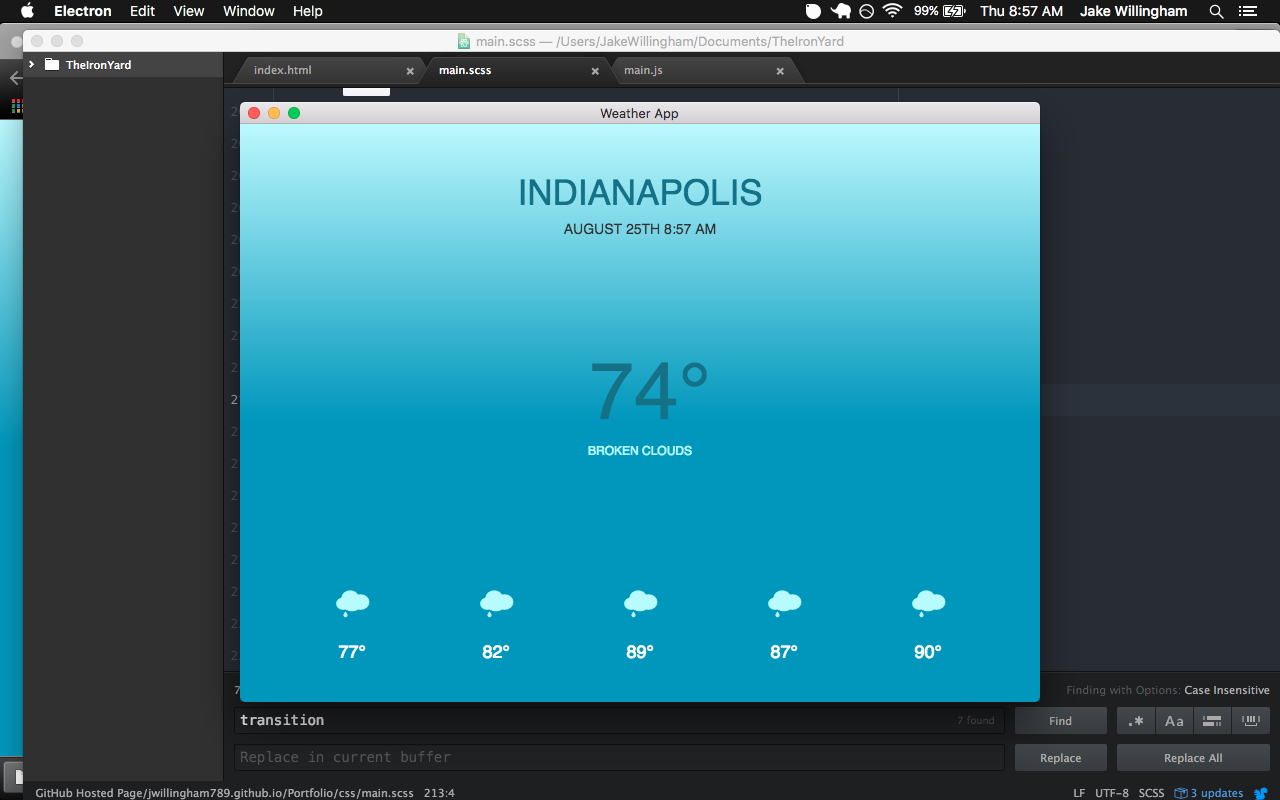 Electron Edit View Window Help 99% Thu 8:57 AM Jake Willingham
main.scss — /Users/JakeWillingham/Documents/TheIronYard
TheIronYard
index.html main.scss main.js
Weather App
INDIANAPOLIS
AUGUST 25TH 8:57 AM
74°
BROKEN CLOUDS
77° 82° 89° 87° 90°
Finding with Options: Case Insensitive
transition 7 found Find .* Aa
Replace in current buffer Replace Replace All
GitHub Hosted Page/jwillingham789.github.io/Portfolio/css/main.scss 213:4 LF UTF-8 SCSS 3 updates